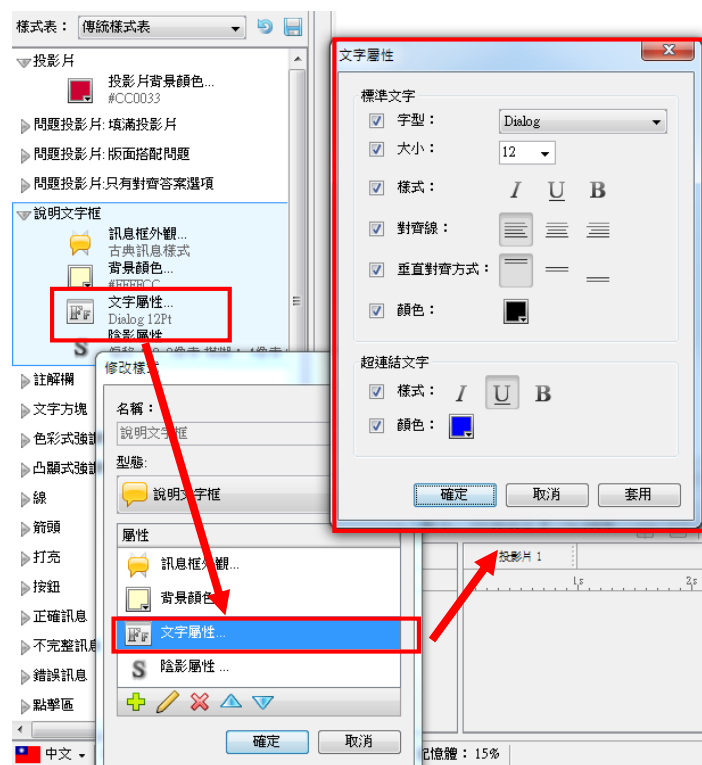 樣式表： 傳統樣式表
投影片
投影片背景顏色...
#CC0033
問題投影片: 填滿投影片
問題投影片: 版面搭配問題
問題投影片:只有對齊答案選項
說明文字框
訊息框外觀...
古典訊息樣式
背景顏色...
#FFFFCC
文字屬性...
Dialog 12Pt
陰影屬性
S
註解欄
文字方塊
色彩式強
凸顯式強
線
箭頭
打亮
按鈕
正確訊息
不完整訊息
錯誤訊息
點擊區
中文
修改樣式
名稱：
說明文字框
型態:
說明文字框
屬性
訊息框外觀...
背景顏色
文字屬性...
S 陰影屬性 ...
確定 取消
文字屬性
標準文字
字型： Dialog
大小： 12
樣式： I U B
對齊線：
垂直對齊方式：
顏色：
超連結文字
樣式： I U B
顏色：
確定 取消 套用
投影片 1
1s 2s
記憶體：15%